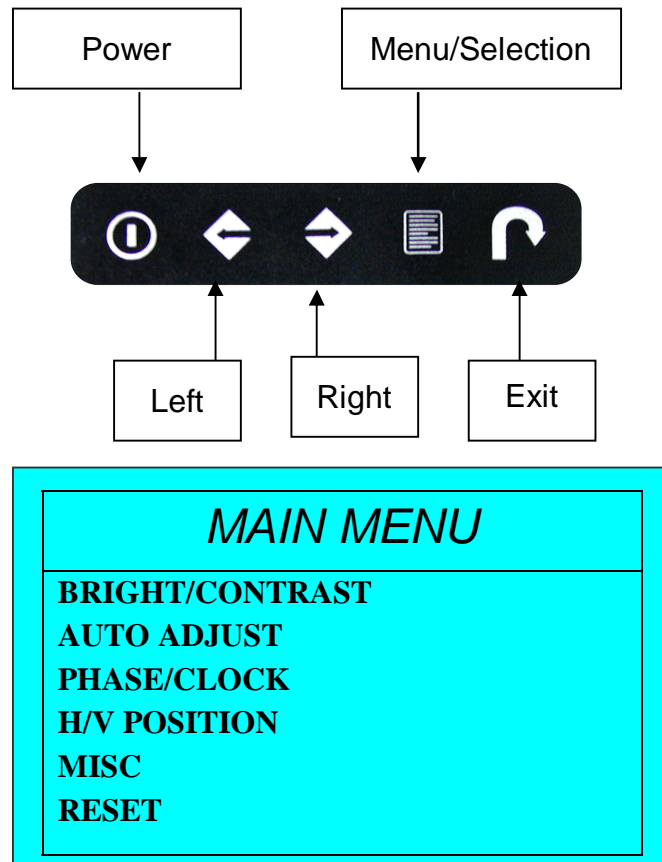 Power Menu/Selection
Left Right Exit
MAIN MENU
BRIGHT/CONTRAST
AUTO ADJUST
PHASE/CLOCK
H/V POSITION
MISC
RESET